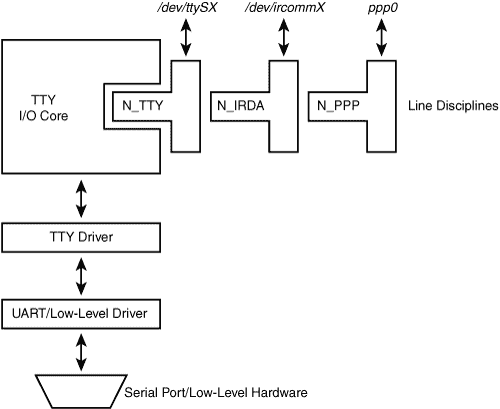 /dev/ttySX
/dev/ircommX
ppp0
TTY
I/O Core
N_TTY
N_IRDA
N_PPP
Line Disciplines
TTY Driver
UART/Low-Level Driver
Serial Port/Low-Level Hardware